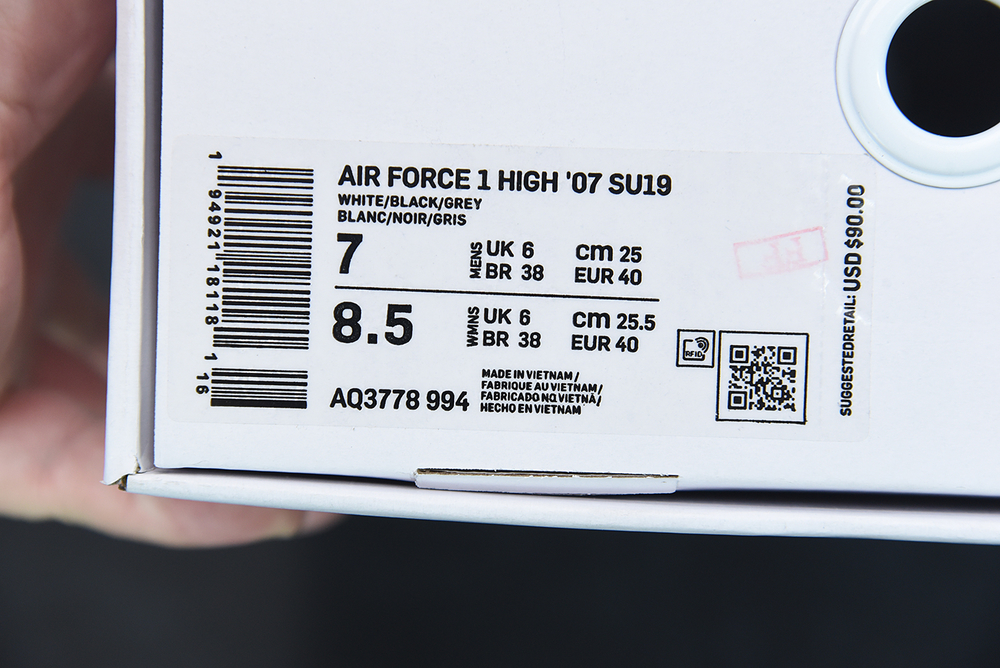 AIR FORCE 1 HIGH '07 SU19
WHITE/BLACK/GREY
BLANC/NOIR/GRIS
7
MENS
UK 6
cm 25
BR 38
EUR 40
8.5
WMNS
UK 6
cm 25.5
BR 38
EUR 40
AQ3778 994
MADE IN VIETNAM /
FABRIQUE AU VIETNAM/
FABRICADO NO VIETNÃ/
HECHO EN VIETNAM
RFID
SUGGESTEDRETAIL: USD $90.00
1 94921 18118 1 16